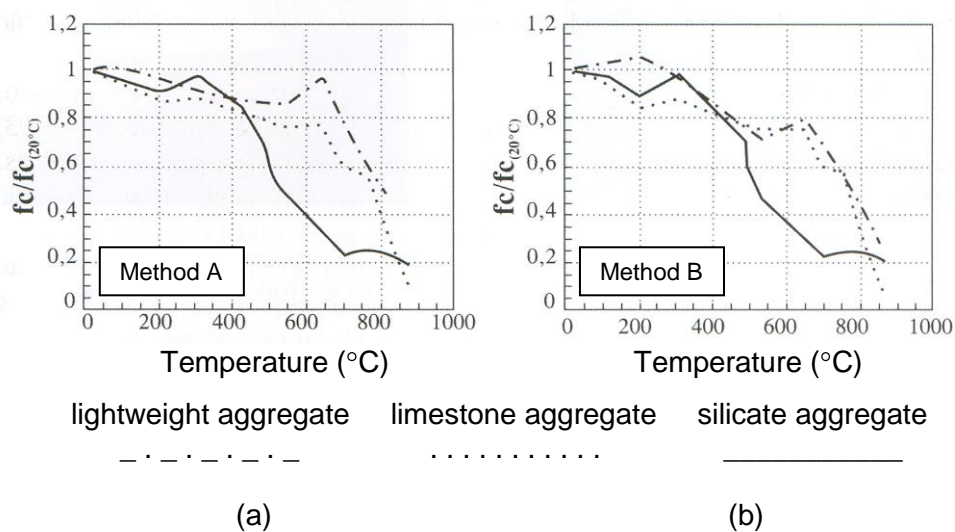 1,2
1
0,8
0,6
0,4
0.2
0
fc/fc(20°C)
Method A
0 200 400 600 800 1000
Temperature (°C)
1,2
1
0,8
0,6
0,4
0.2
0
fc/fc(20°C)
Method B
0 200 400 600 800 1000
Temperature (°C)
lightweight aggregate limestone aggregate silicate aggregate
(a) (b)